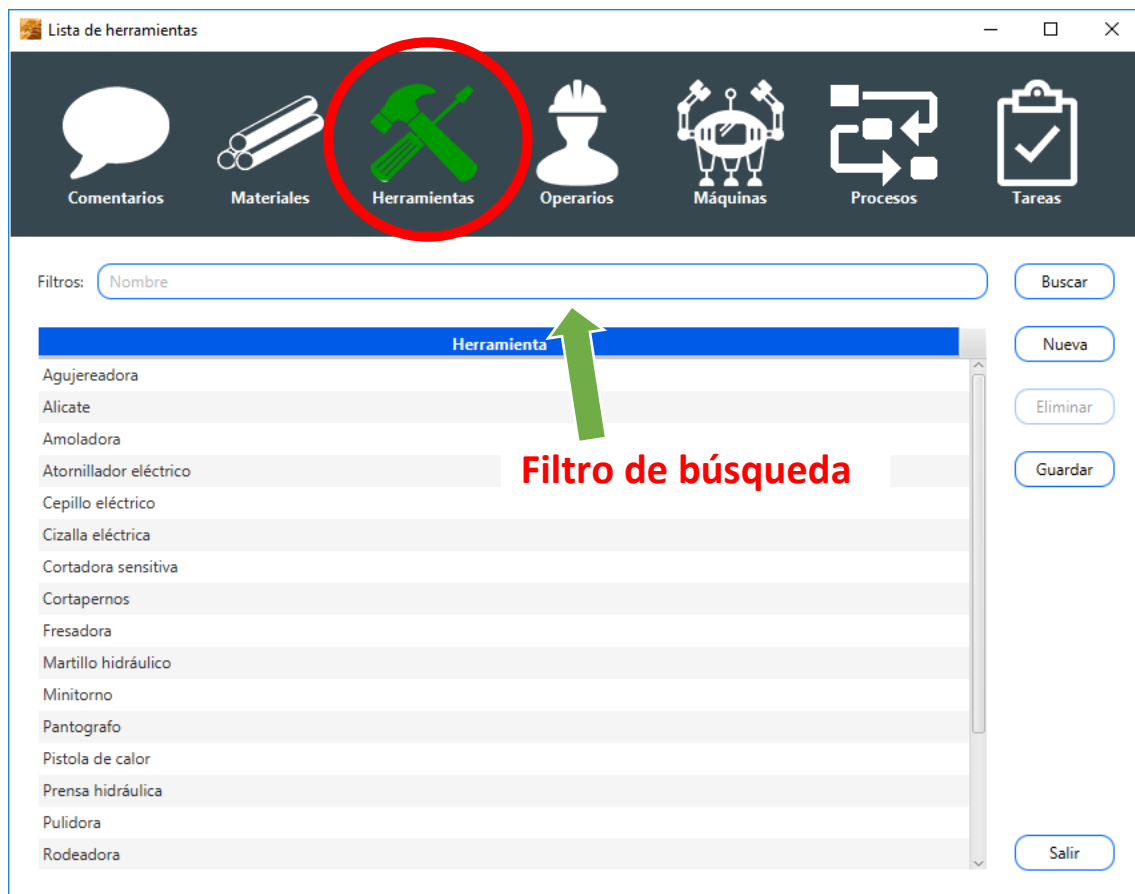 Lista de herramientas
Comentarios
Materiales
Herramientas
Operarios
Máquinas
Procesos
Tareas
Filtros:
Nombre
Buscar
Herramienta
Nueva
Agujereadora
Alicate
Eliminar
Amoladora
Atornillador eléctrico
Filtro de búsqueda
Guardar
Cepillo eléctrico
Cizalla eléctrica
Cortadora sensitiva
Cortapernos
Fresadora
Martillo hidráulico
Minitorno
Pantografo
Pistola de calor
Prensa hidráulica
Pulidora
Rodeadora
Salir